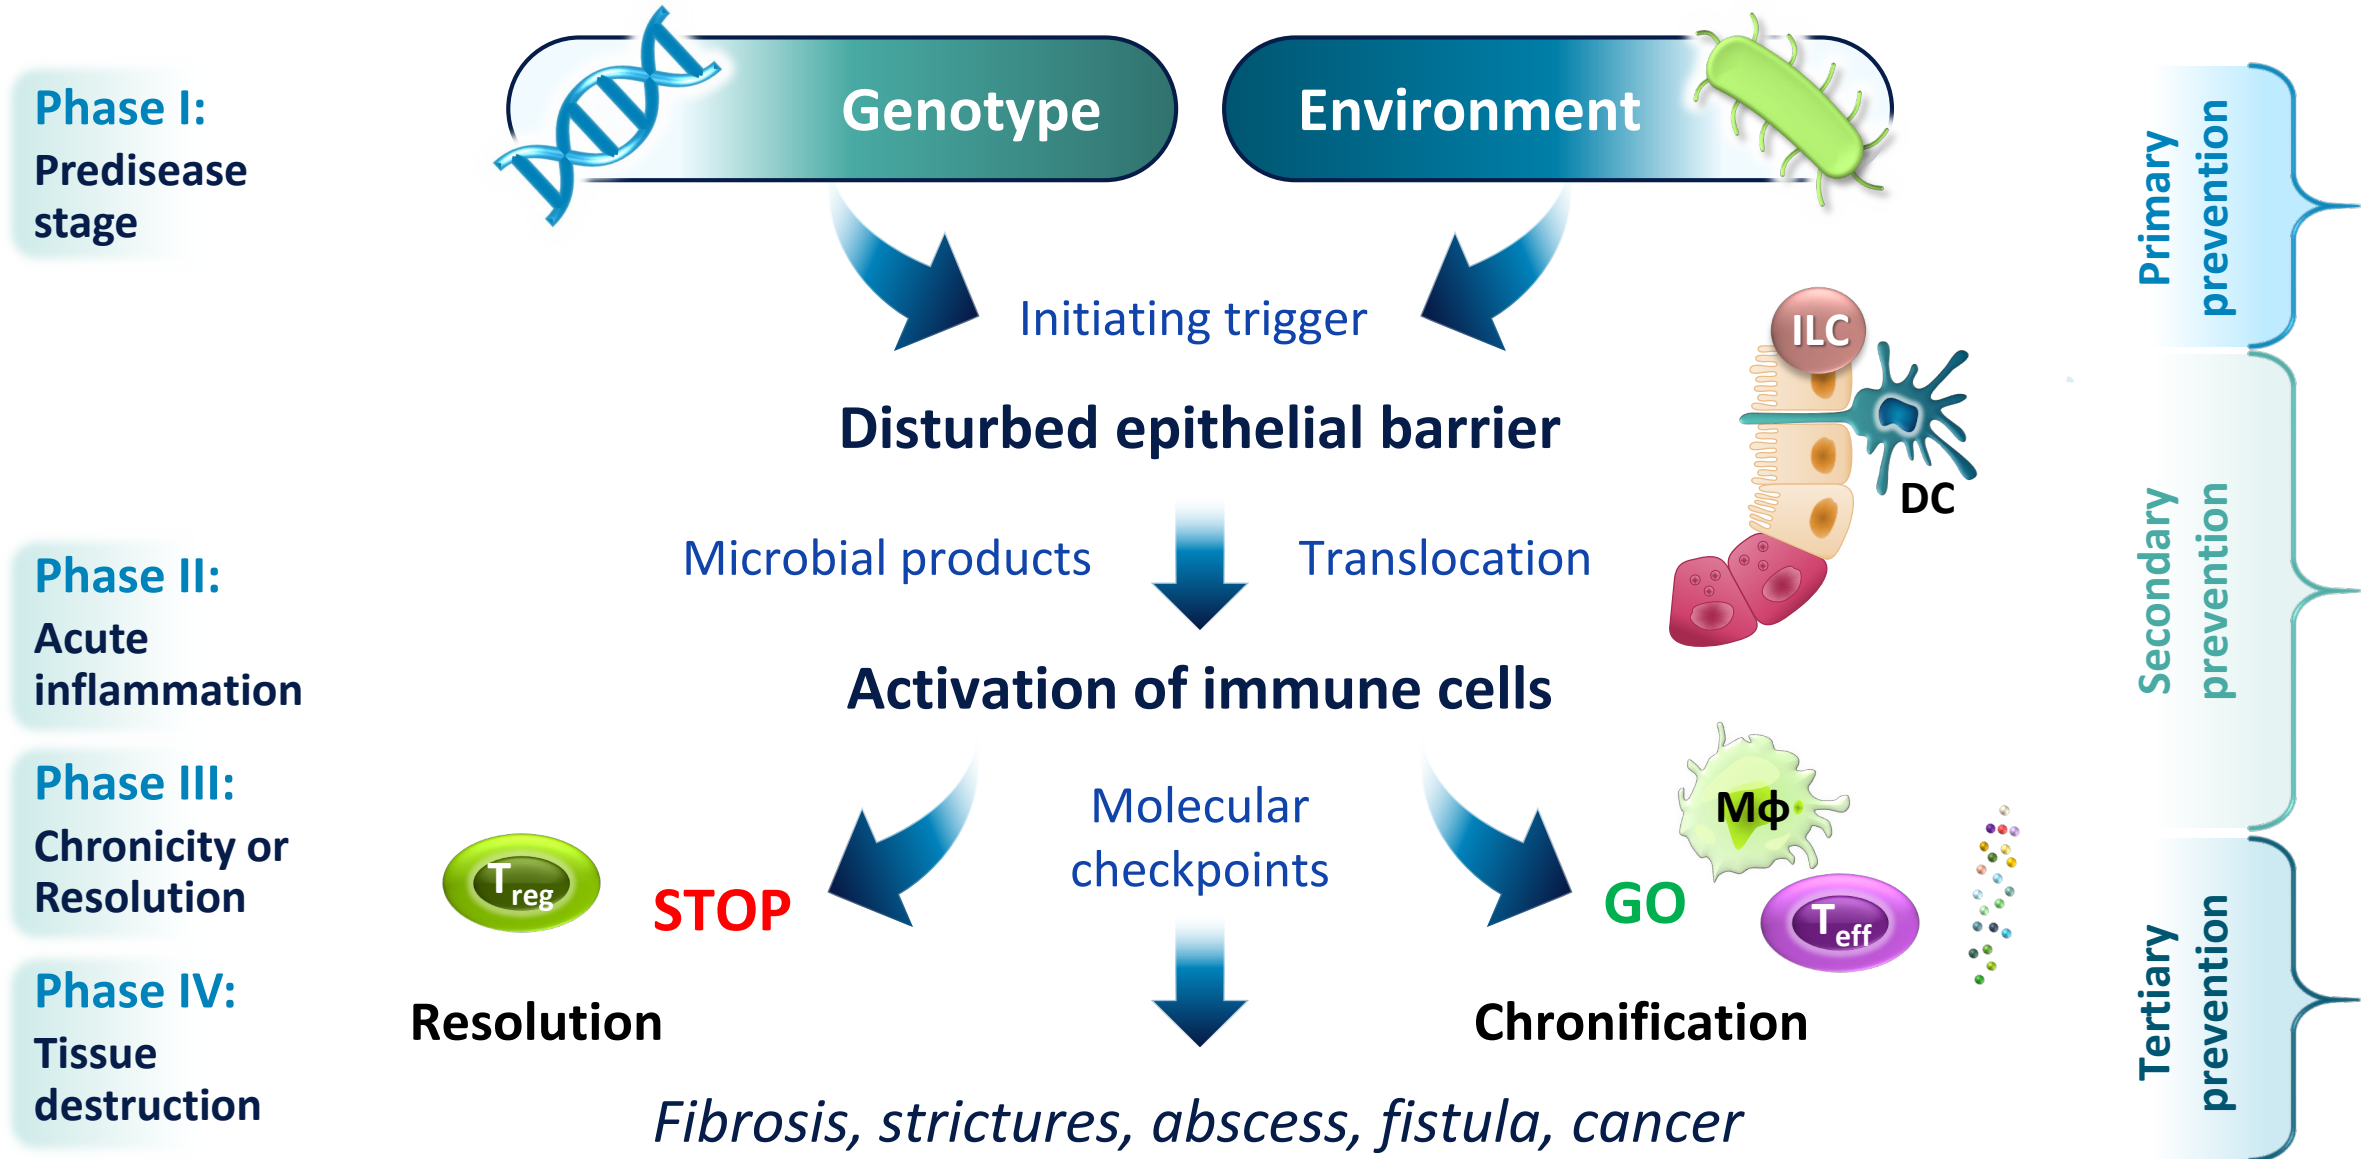 Phase I:
Predisease
stage
Genotype
Environment
Primary
prevention
Initiating trigger
ILC
Disturbed epithelial barrier
DC
Phase II:
Acute
inflammation
Microbial products
Translocation
Secondary
prevention
Activation of immune cells
Phase III:
Chronicity or
Resolution
Molecular
checkpoints
Mϕ
Treg
STOP
GO
Teff
Phase IV:
Tissue
destruction
Resolution
Chronification
Tertiary
prevention
Fibrosis, strictures, abscess, fistula, cancer